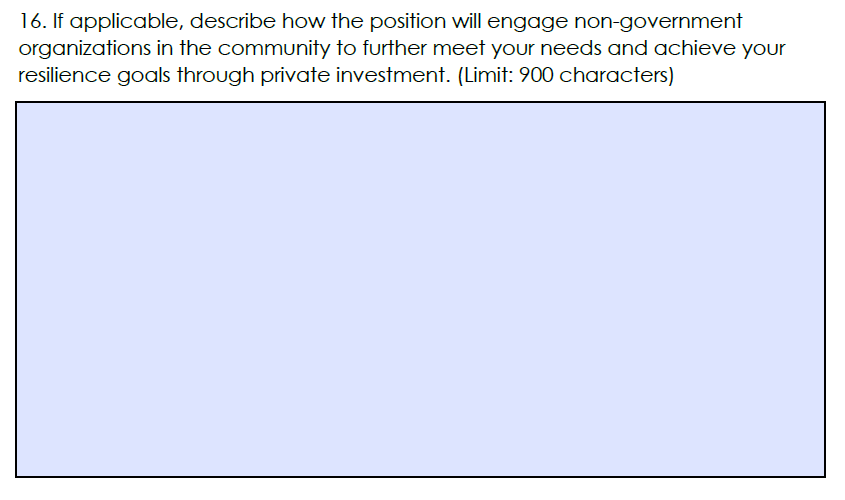 16. If applicable, describe how the position will engage non-government
organizations in the community to further meet your needs and achieve your
resilience goals through private investment. (Limit: 900 characters)